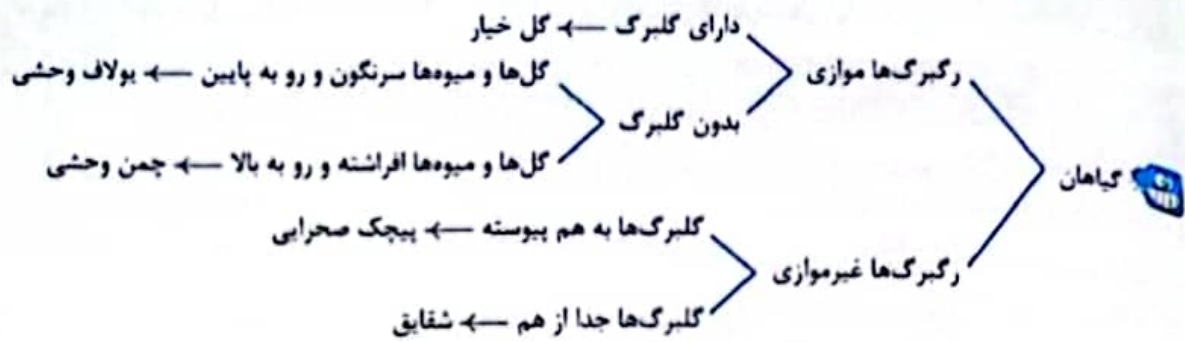 دارای گلبرگ ← گل خیار
رگبرگ‌ها موازی
گل‌ها و میوه‌ها سرنگون و رو به پایین ← یولاف وحشی
بدون گلبرگ
گل‌ها و میوه‌ها افراشته و رو به بالا ← چمن وحشی
گیاهان
گلبرگ‌ها به هم پیوسته ← پیچک صحرایی
رگبرگ‌ها غیرموازی
گلبرگ‌ها جدا از هم ← شقایق